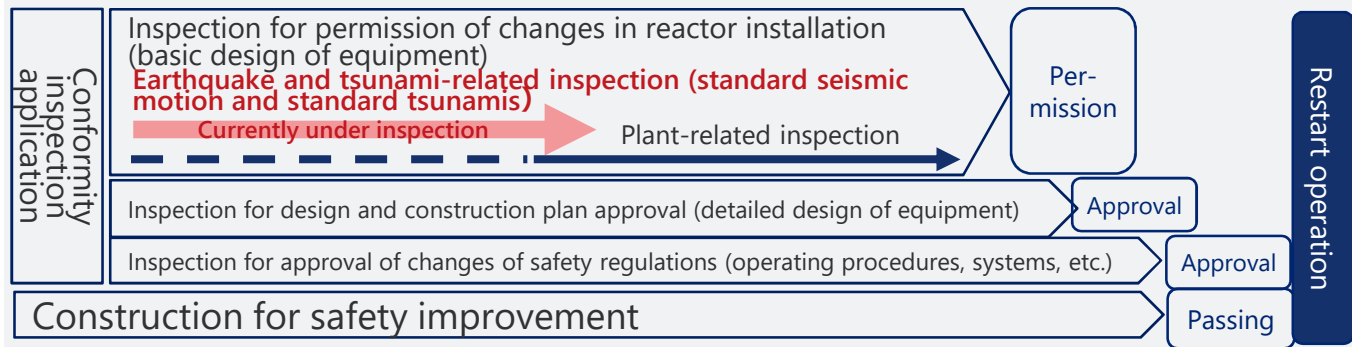 Conformity
inspection
application
Inspection for permission of changes in reactor installation
(basic design of equipment)
Earthquake and tsunami-related inspection (standard seismic
motion and standard tsunamis)
Currently under inspection
Plant-related inspection
Per-
mission
Inspection for design and construction plan approval (detailed design of equipment)
Approval
Inspection for approval of changes of safety regulations (operating procedures, systems, etc.)
Approval
Construction for safety improvement
Passing
Restart operation